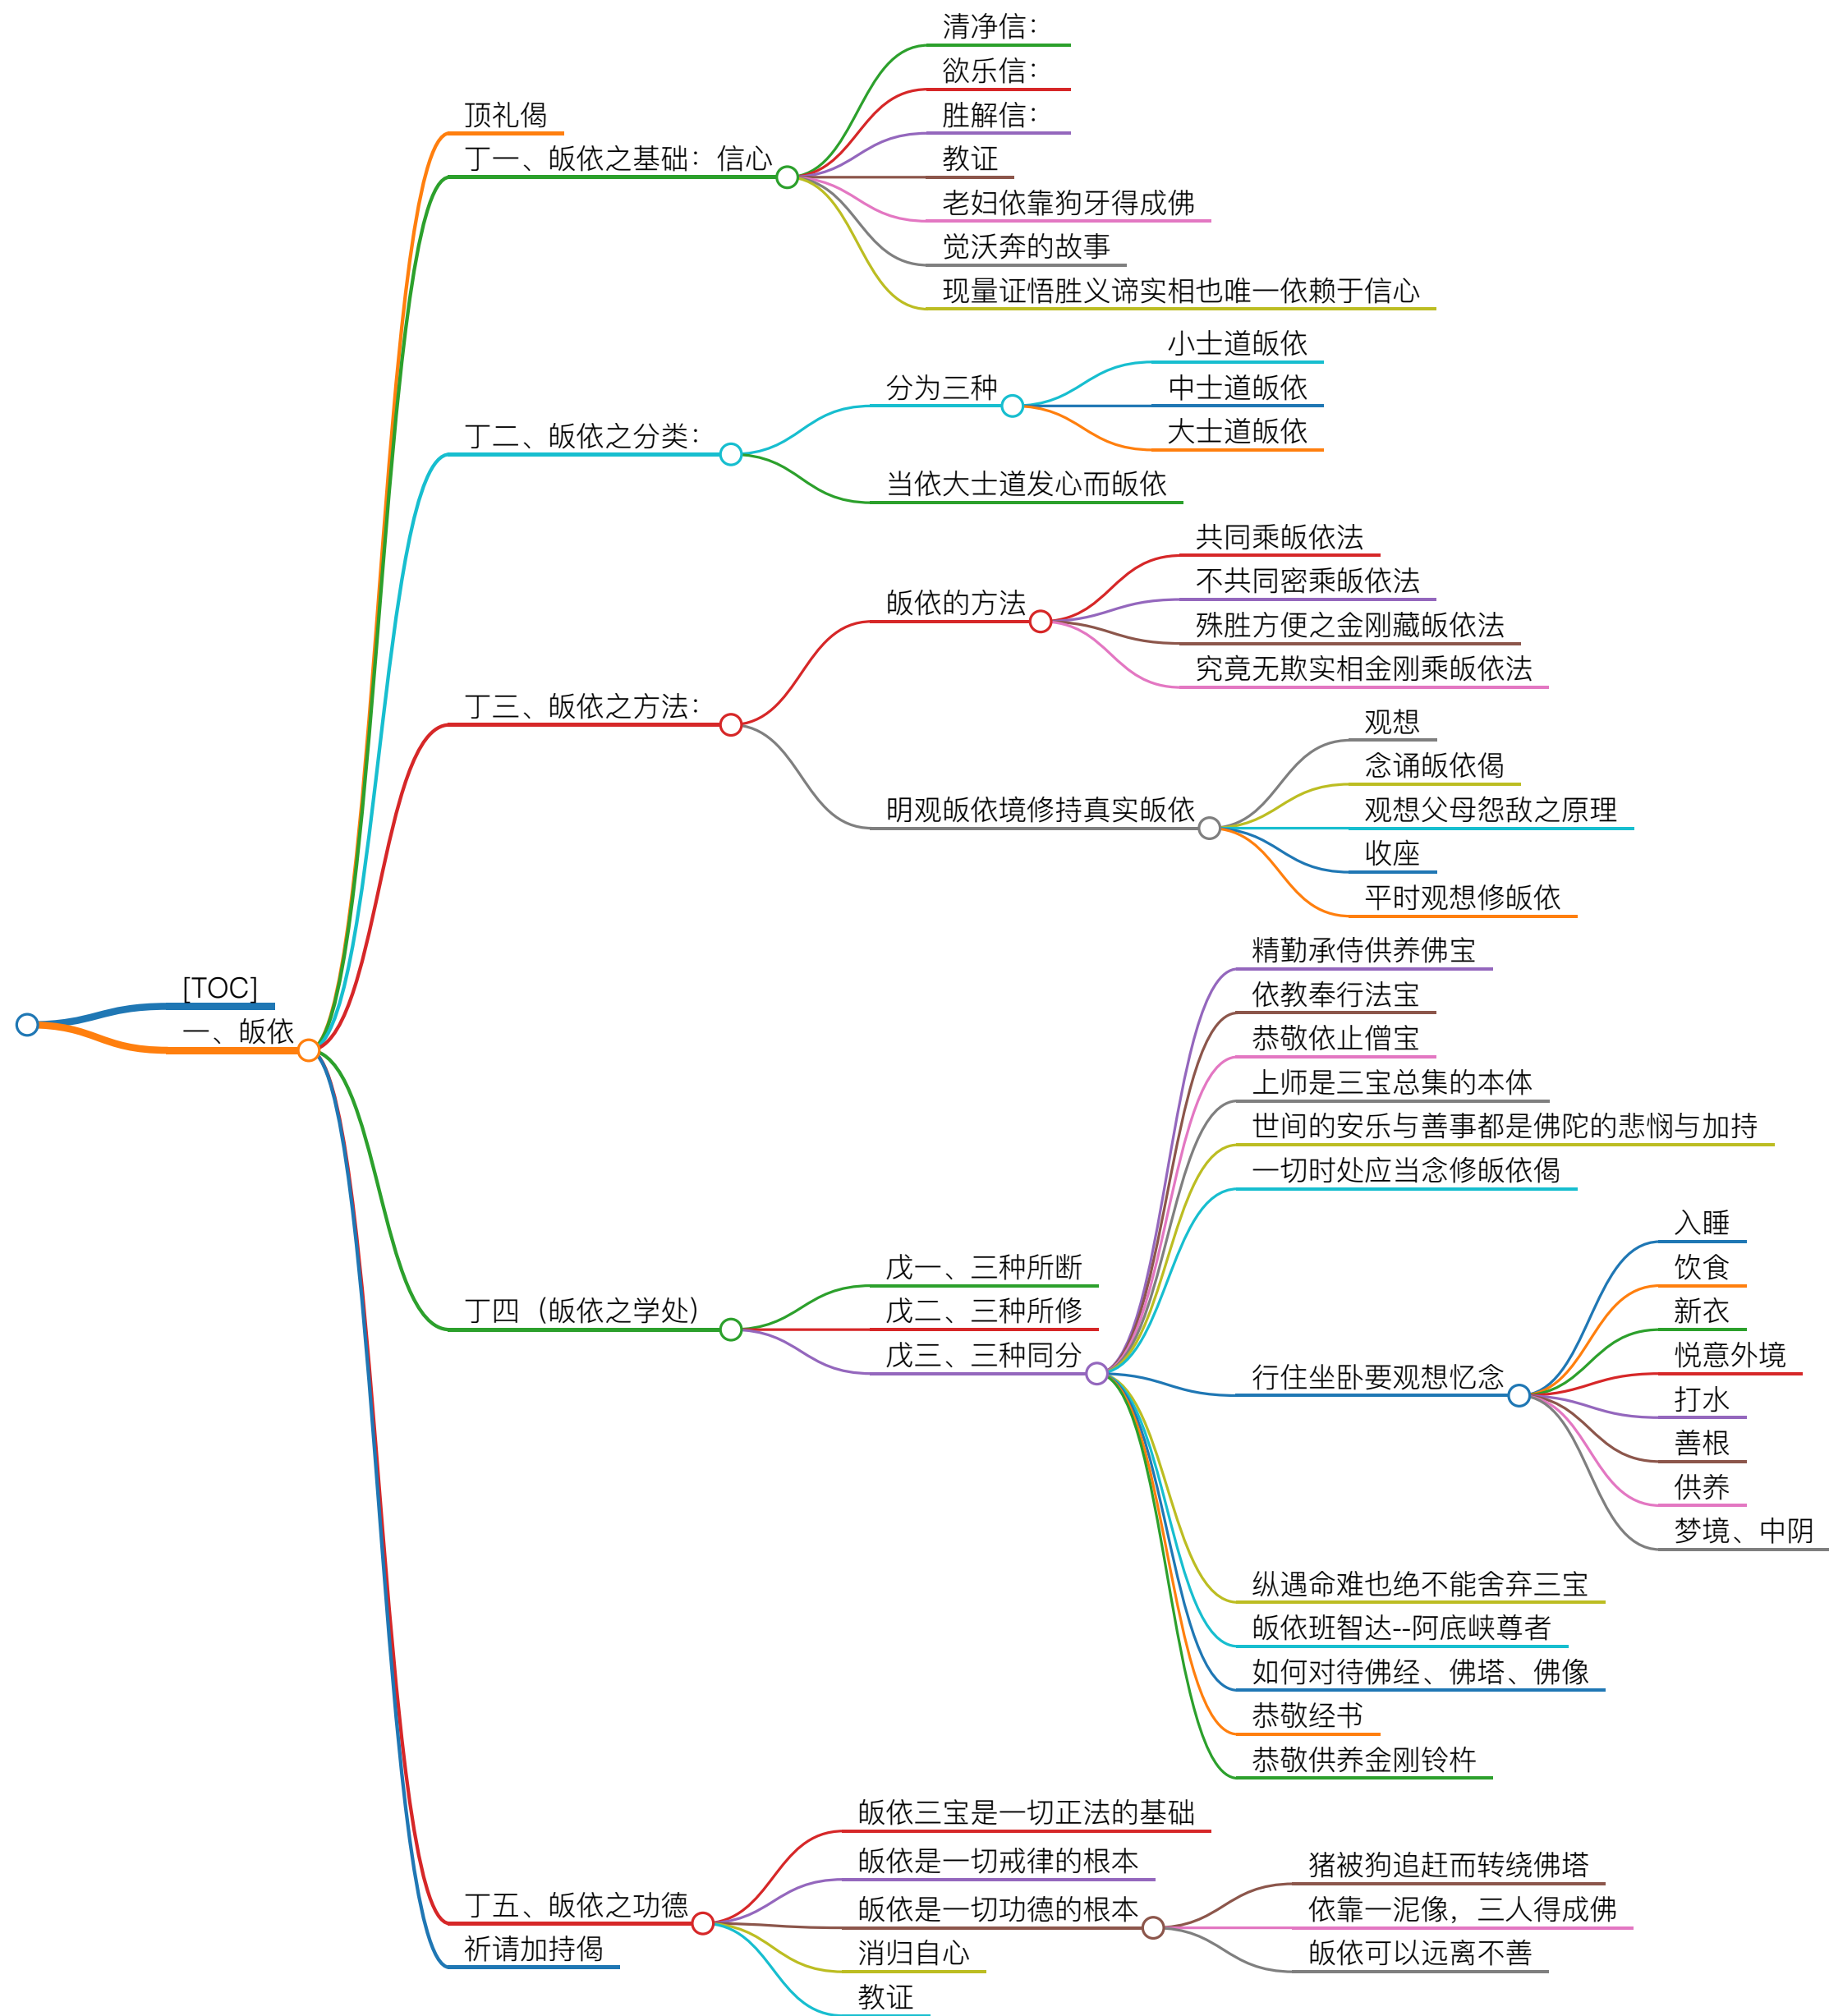 [TOC]
一、皈依
顶礼偈
丁一、皈依之基础：信心
清净信：
欲乐信：
胜解信：
教证
老妇依靠狗牙得成佛
觉沃奔的故事
现量证悟胜义谛实相也唯一依赖于信心
丁二、皈依之分类：
分为三种
小士道皈依
中士道皈依
大士道皈依
当依大士道发心而皈依
丁三、皈依之方法：
皈依的方法
共同乘皈依法
不共同密乘皈依法
殊胜方便之金刚藏皈依法
究竟无欺实相金刚乘皈依法
明观皈依境修持真实皈依
观想
念诵皈依偈
观想父母怨敌之原理
收座
平时观想修皈依
丁四（皈依之学处）
戊一、三种所断
戊二、三种所修
戊三、三种同分
精勤承侍供养佛宝
依教奉行法宝
恭敬依止僧宝
上师是三宝总集的本体
世间的安乐与善事都是佛陀的悲悯与加持
一切时处应当念修皈依偈
行住坐卧要观想忆念
入睡
饮食
新衣
悦意外境
打水
善根
供养
梦境、中阴
纵遇命难也绝不能舍弃三宝
皈依班智达--阿底峡尊者
如何对待佛经、佛塔、佛像
恭敬经书
恭敬供养金刚铃杵
丁五、皈依之功德
皈依三宝是一切正法的基础
皈依是一切戒律的根本
皈依是一切功德的根本
猪被狗追赶而转绕佛塔
依靠一泥像，三人得成佛
皈依可以远离不善
消归自心
教证
祈请加持偈